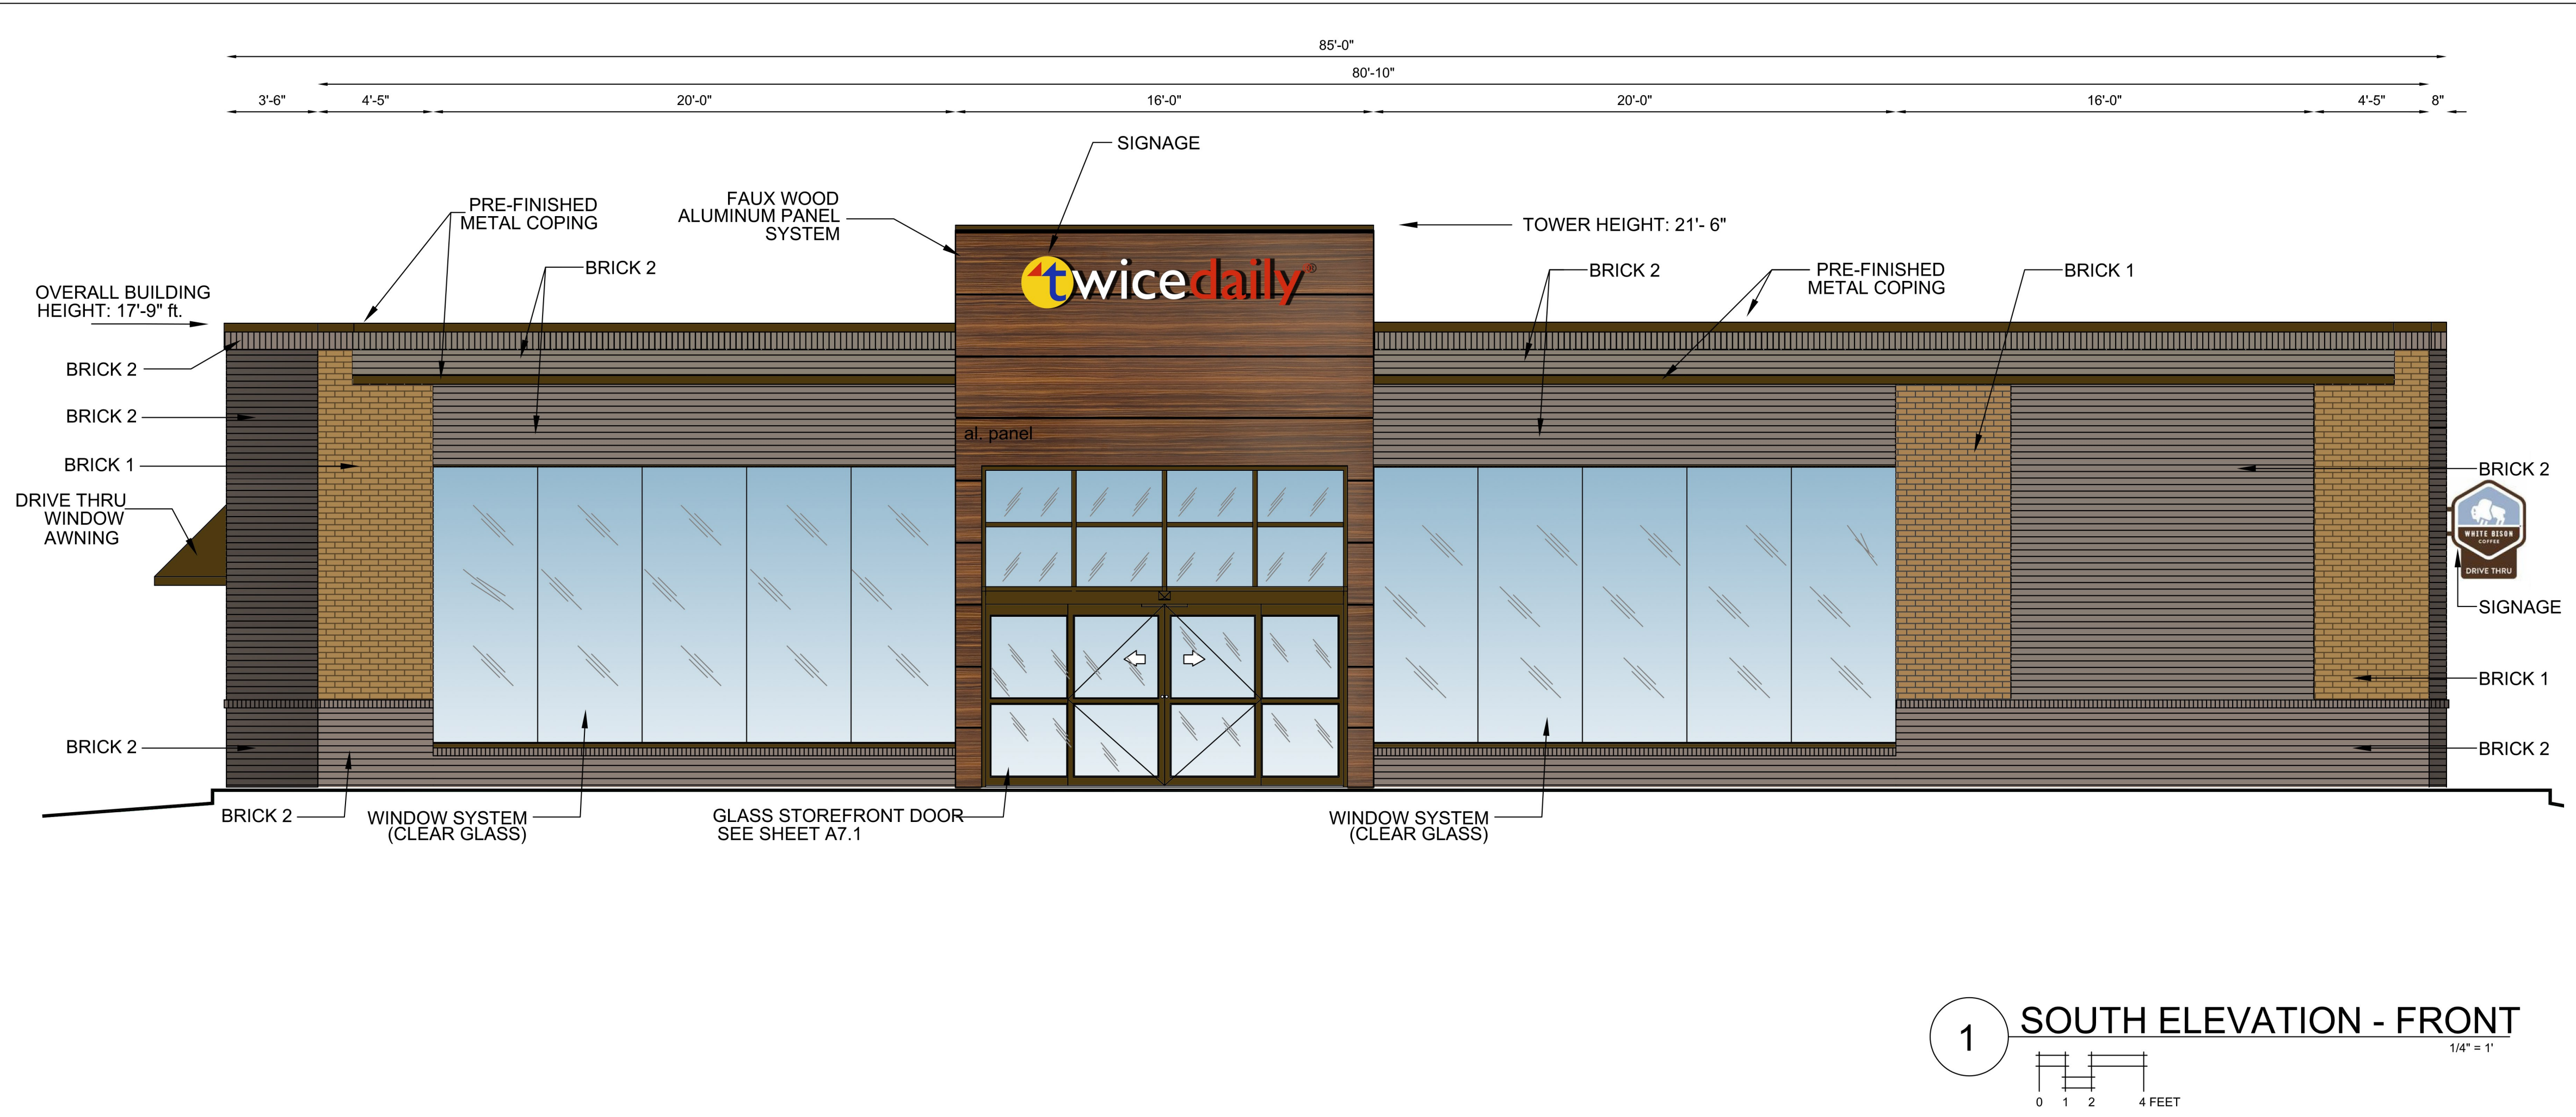 85'-0"
80'-10"
3'-6"
4'-5"
20'-0"
16'-0"
20'-0"
16'-0"
4'-5"
8"
SIGNAGE
PRE-FINISHED
METAL COPING
FAUX WOOD
ALUMINUM PANEL
SYSTEM
TOWER HEIGHT: 21'- 6"
BRICK 2
BRICK 2
PRE-FINISHED
METAL COPING
BRICK 1
OVERALL BUILDING
HEIGHT: 17'-9" ft.
twicedaily®
BRICK 2
BRICK 2
al. panel
BRICK 1
BRICK 2
DRIVE THRU
WINDOW
AWNING
WHITE BISON
COFFEE
DRIVE THRU
SIGNAGE
BRICK 1
BRICK 2
BRICK 2
BRICK 2
WINDOW SYSTEM
(CLEAR GLASS)
GLASS STOREFRONT DOOR
SEE SHEET A7.1
WINDOW SYSTEM
(CLEAR GLASS)
1
SOUTH ELEVATION - FRONT
1/4" = 1'
0 1 2 4 FEET